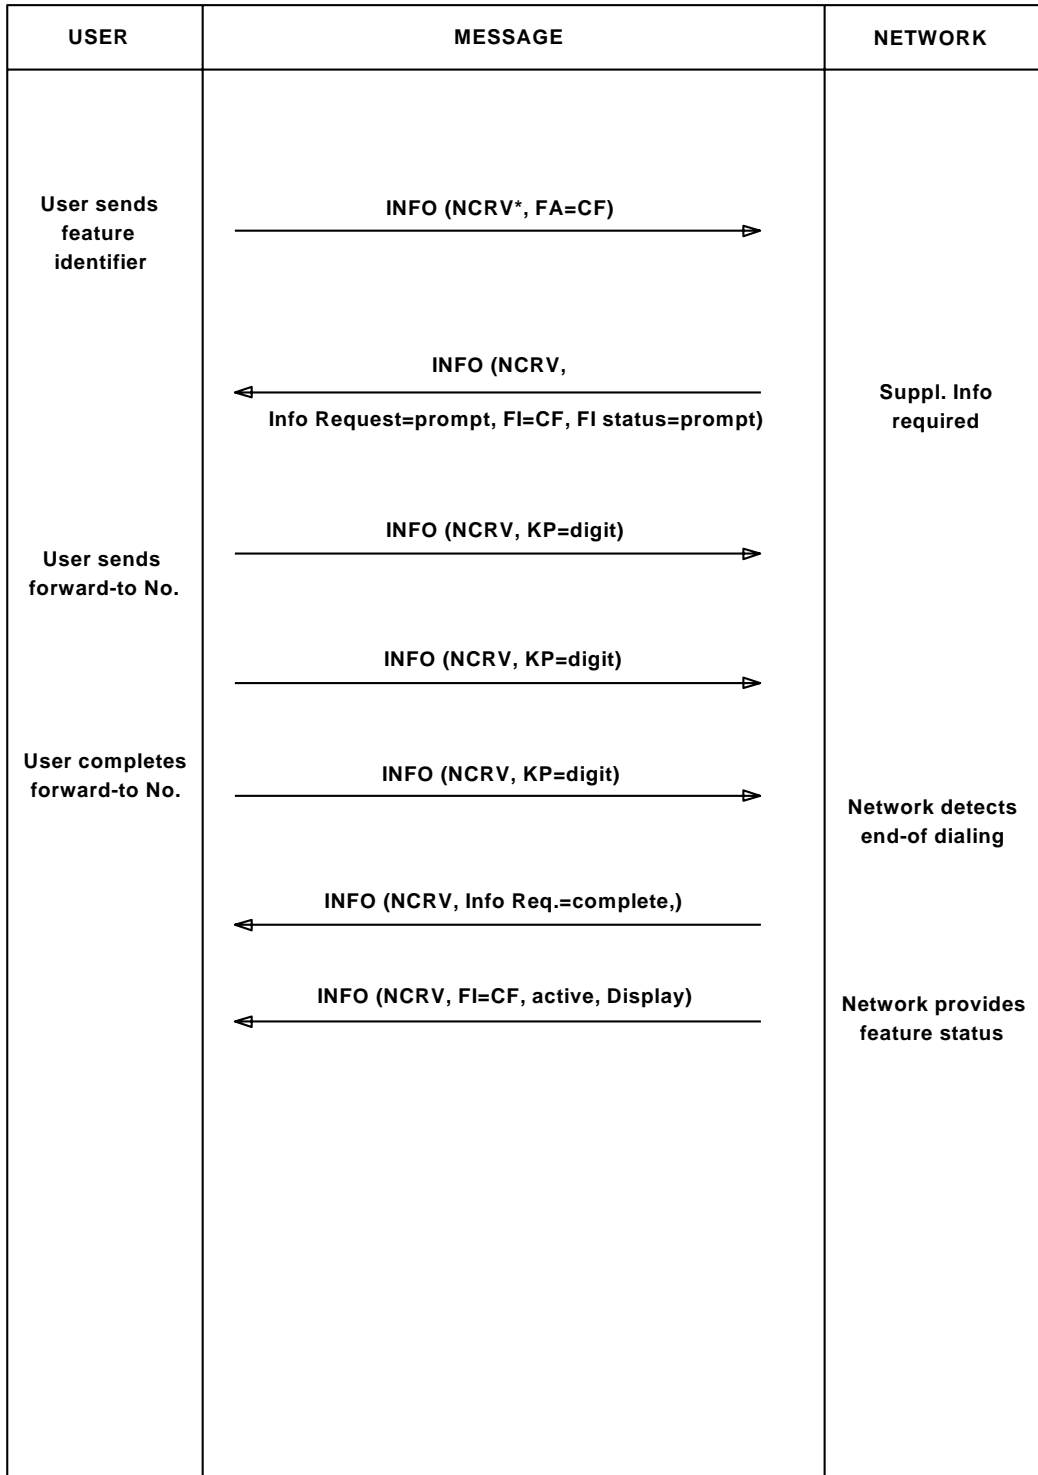 USER
MESSAGE
NETWORK
User sends
feature
identifier
INFO (NCRV*, FA=CF)
INFO (NCRV,
Info Request=prompt, FI=CF, FI status=prompt)
Suppl. Info
required
INFO (NCRV, KP=digit)
User sends
forward-to No.
INFO (NCRV, KP=digit)
User completes
forward-to No.
INFO (NCRV, KP=digit)
Network detects
end-of dialing
INFO (NCRV, Info Req.=complete,)
INFO (NCRV, FI=CF, active, Display)
Network provides
feature status